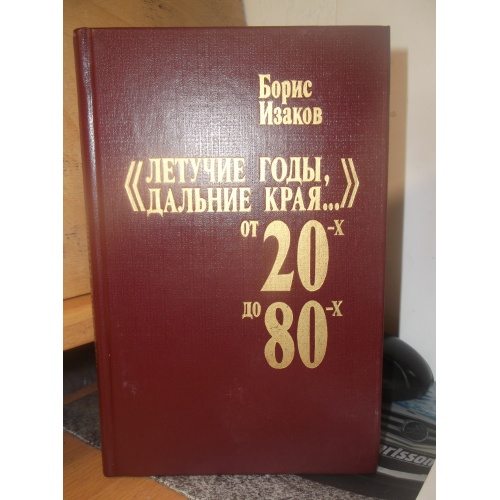 Борис
Изаков
«ЛЕТУЧИЕ ГОДЫ,
ДАЛЬНИЕ КРАЯ...»
от 20-х
до 80-х